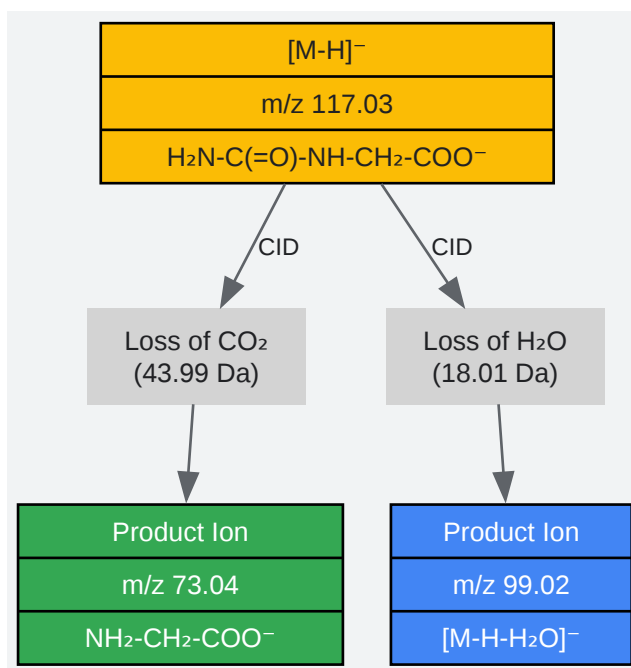 [M-H]⁻
m/z 117.03
H₂N-C(=O)-NH-CH₂-COO⁻
CID
CID
Loss of CO₂
(43.99 Da)
Loss of H₂O
(18.01 Da)
Product Ion
m/z 73.04
NH₂-CH₂-COO⁻
Product Ion
m/z 99.02
[M-H-H₂O]⁻